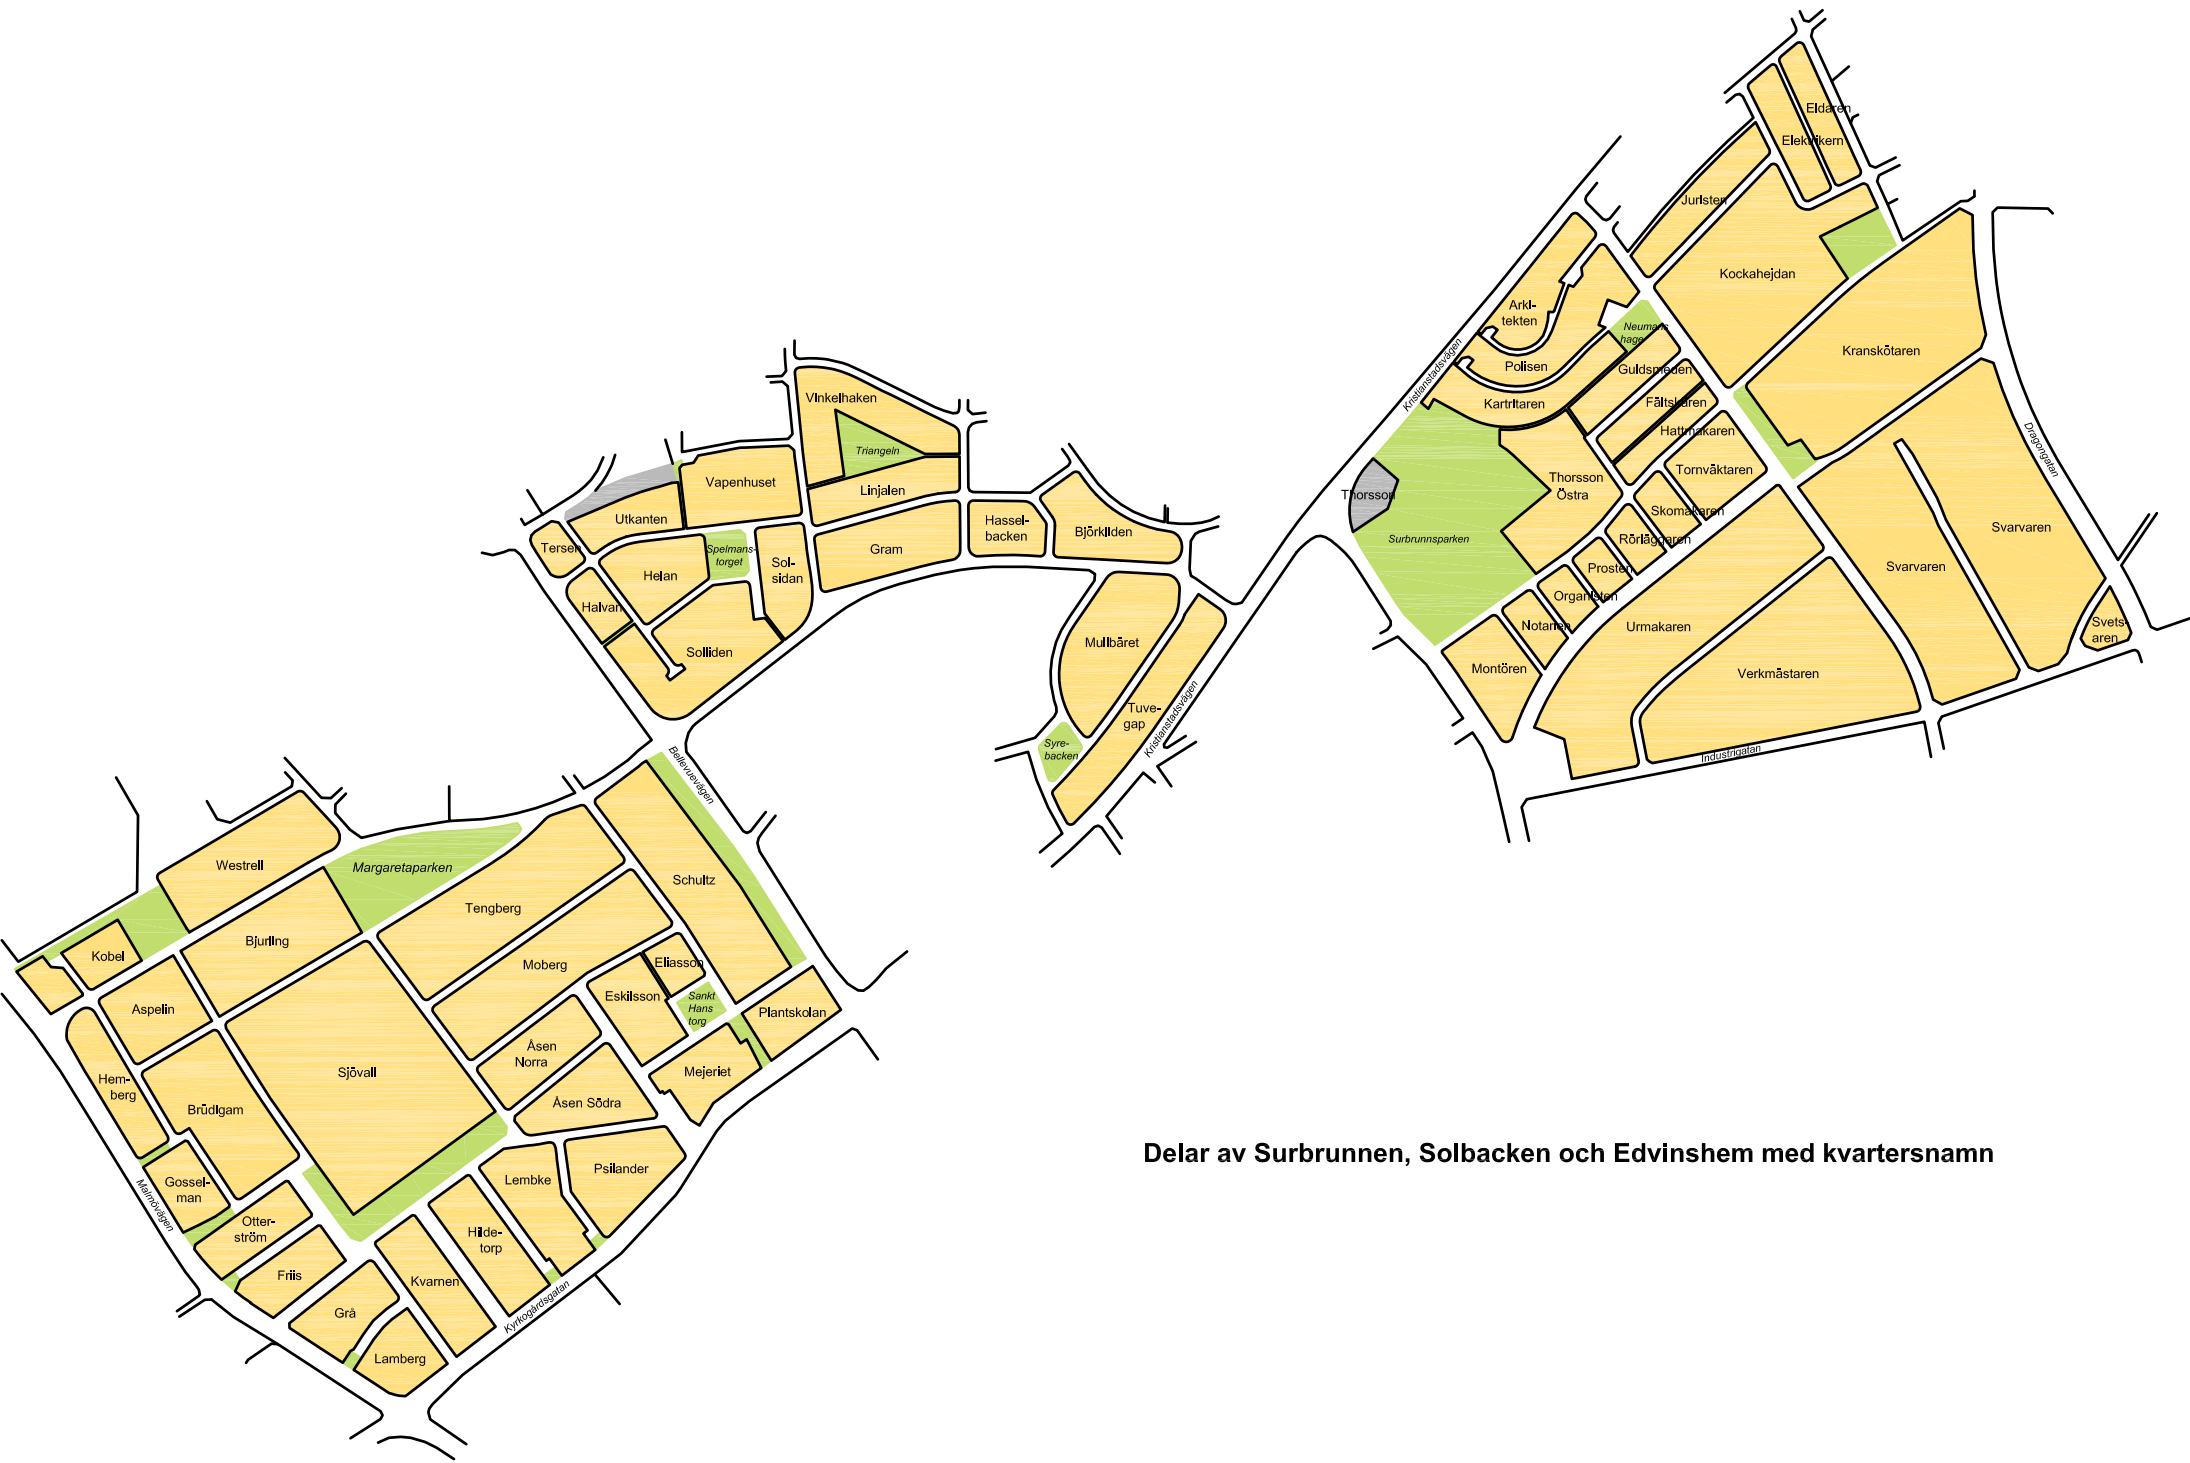 Eldaren
Elektrikern
Juristen
Kockahejdan
Arki-
tekten
Neumans
hage
Kranskötaren
Polisen
Guldsmeden
Kristianstadsvägen
Kartritaren
Fältskären
Hattmakaren
Dragongatan
Tornväktaren
Thorsson
Östra
Thorsson
Skomakaren
Svarvaren
Surbrunnsparken
Rörläggaren
Svarvaren
Prosten
Organisten
Notarien
Urmakaren
Svets-
aren
Montören
Verkmästaren
Industrigatan
Vinkelhaken
Triangeln
Vapenhuset
Linjalen
Utkanten
Hassel-
backen
Björkliden
Tersen
Spelmans-
torget
Gram
Sol-
sidan
Helan
Halvan
Solliden
Mullbäret
Tuve-
gap
Kristianstadsvägen
Syre-
backen
Bellevuevägen
Westrell
Margaretaparken
Schultz
Tengberg
Bjurling
Kobel
Moberg
Eliasson
Eskilsson
Sankt
Hans
torg
Aspelin
Plantskolan
Åsen
Norra
Sjövall
Mejeriet
Hem-
berg
Brüdigam
Åsen Södra
Psilander
Lembke
Gossel-
man
Malmövägen
Otter-
ström
Hilde-
torp
Friis
Kvarnen
Grå
Kyrkogårdsgatan
Lamberg
Delar av Surbrunnen, Solbacken och Edvinshem med kvartersnamn